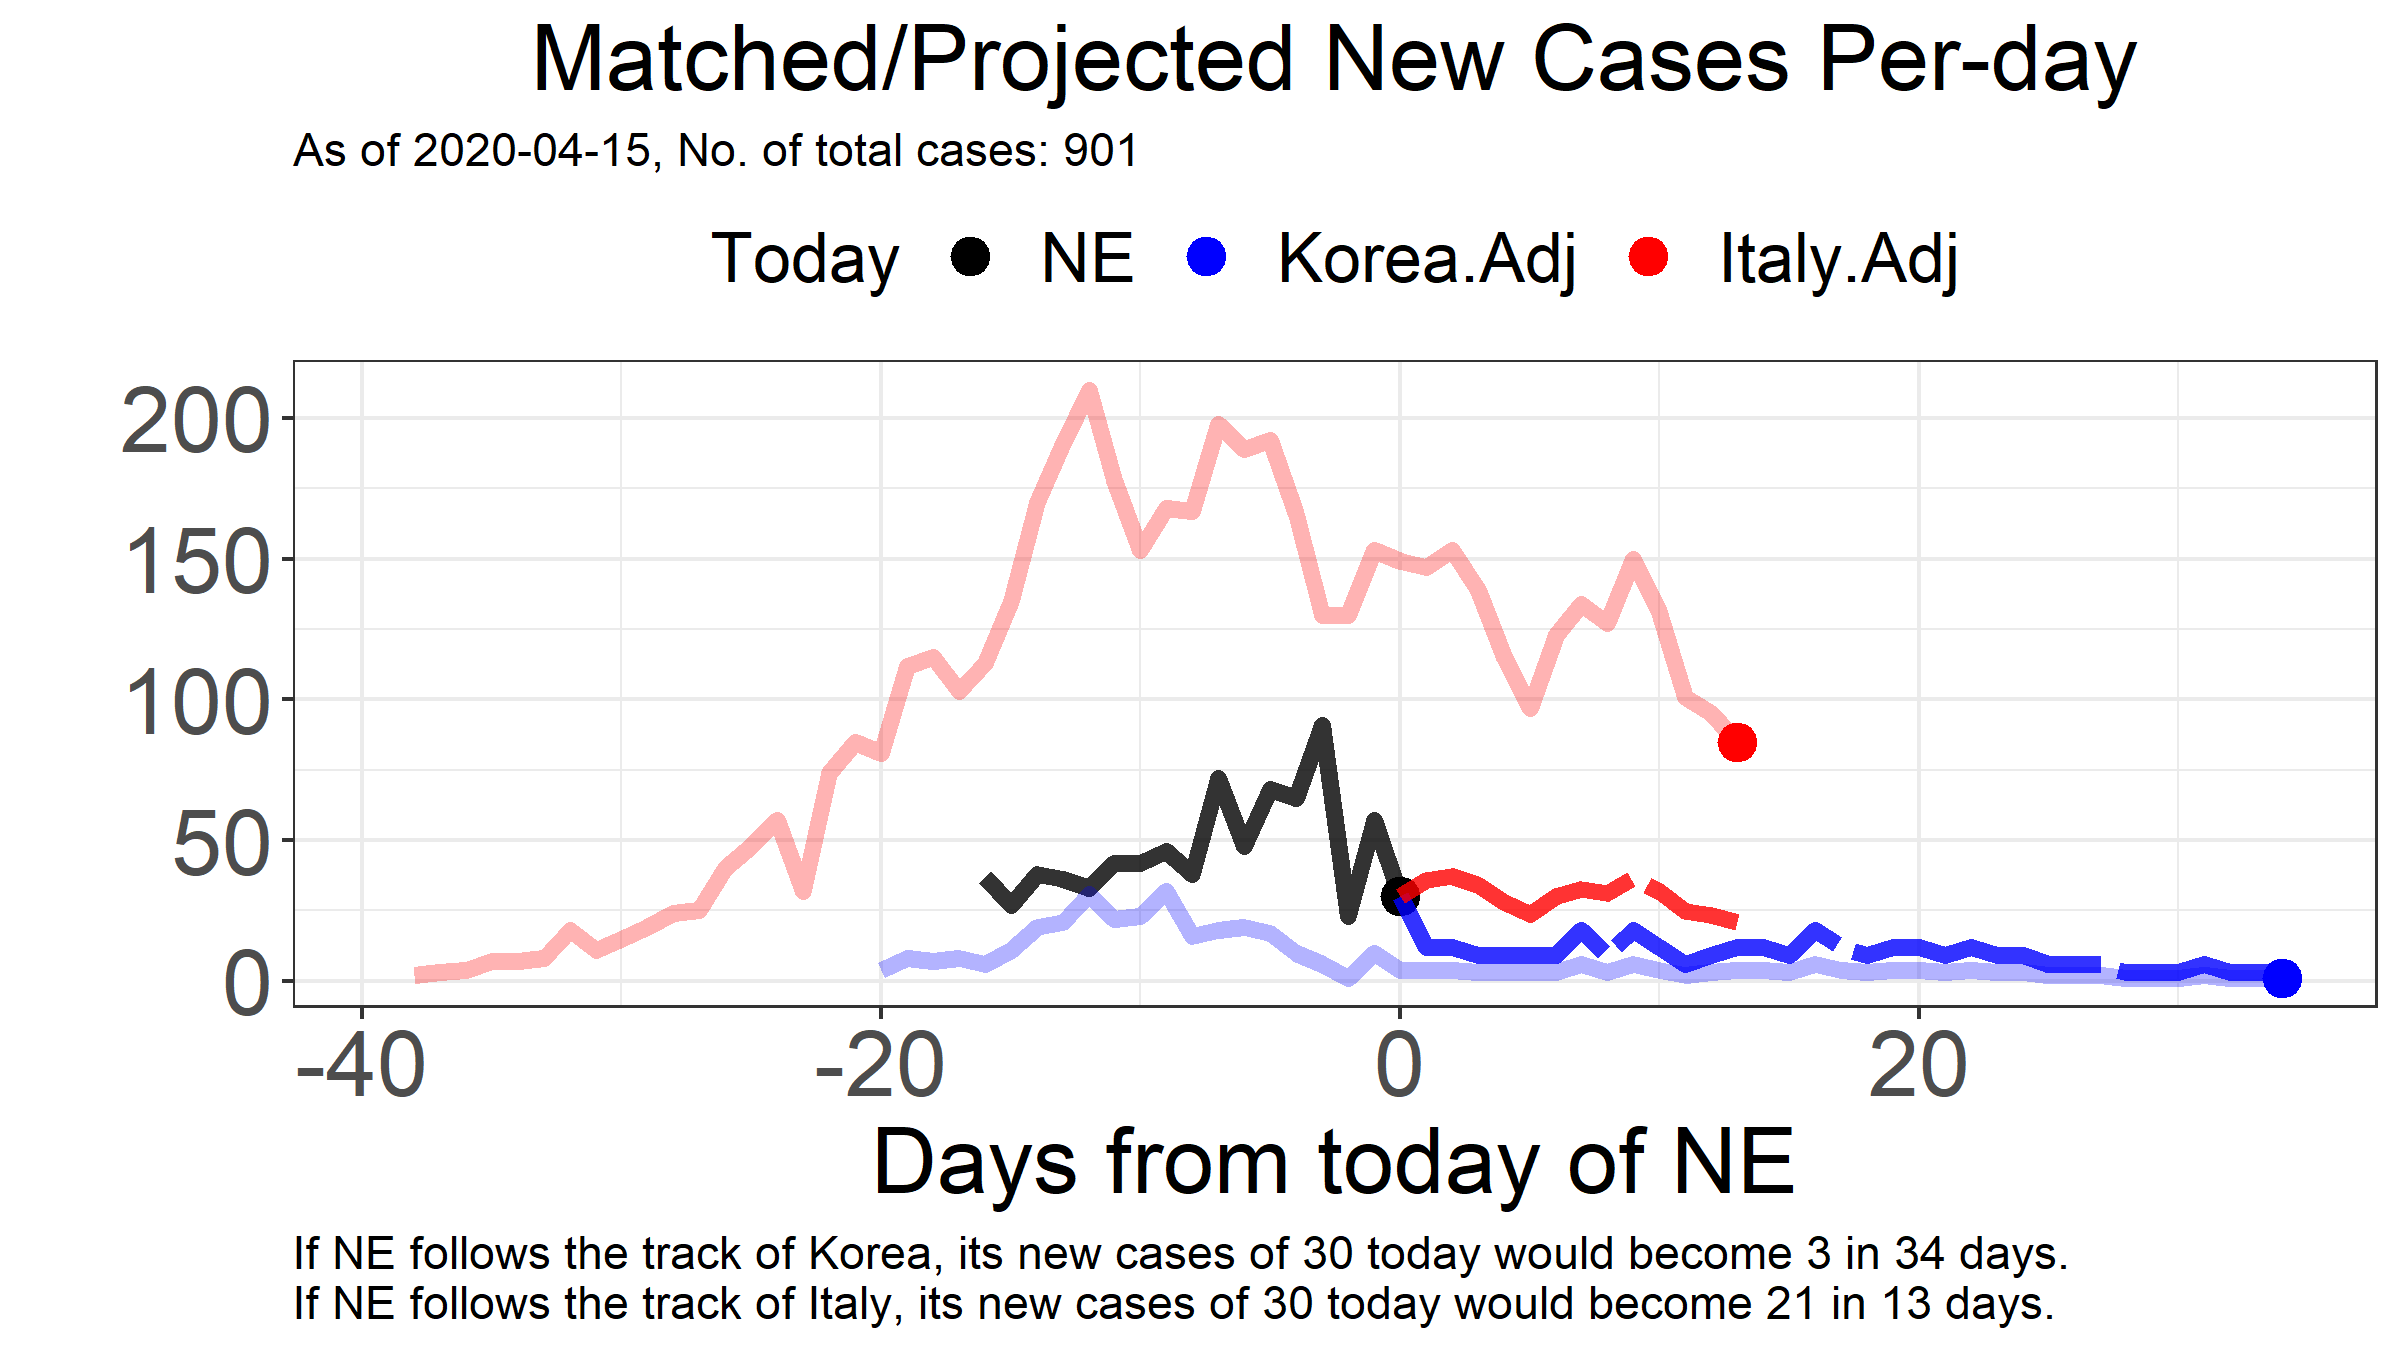 Matched/Projected New Cases Per-day
As of 2020-04-15, No. of total cases: 901
Today NE Korea.Adj Italy.Adj
200
150
100
50
0
-40 -20 0 20
Days from today of NE
If NE follows the track of Korea, its new cases of 30 today would become 3 in 34 days.
If NE follows the track of Italy, its new cases of 30 today would become 21 in 13 days.